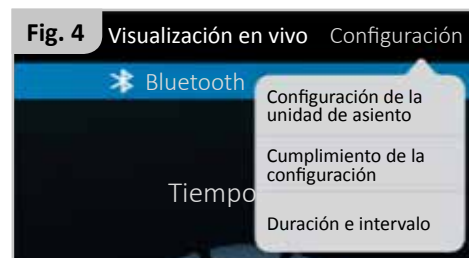 Fig. 4
Visualización en vivo Configuración
Bluetooth
Configuración de la
unidad de asiento
Cumplimiento de la
configuración
Tiempo
Duración e intervalo